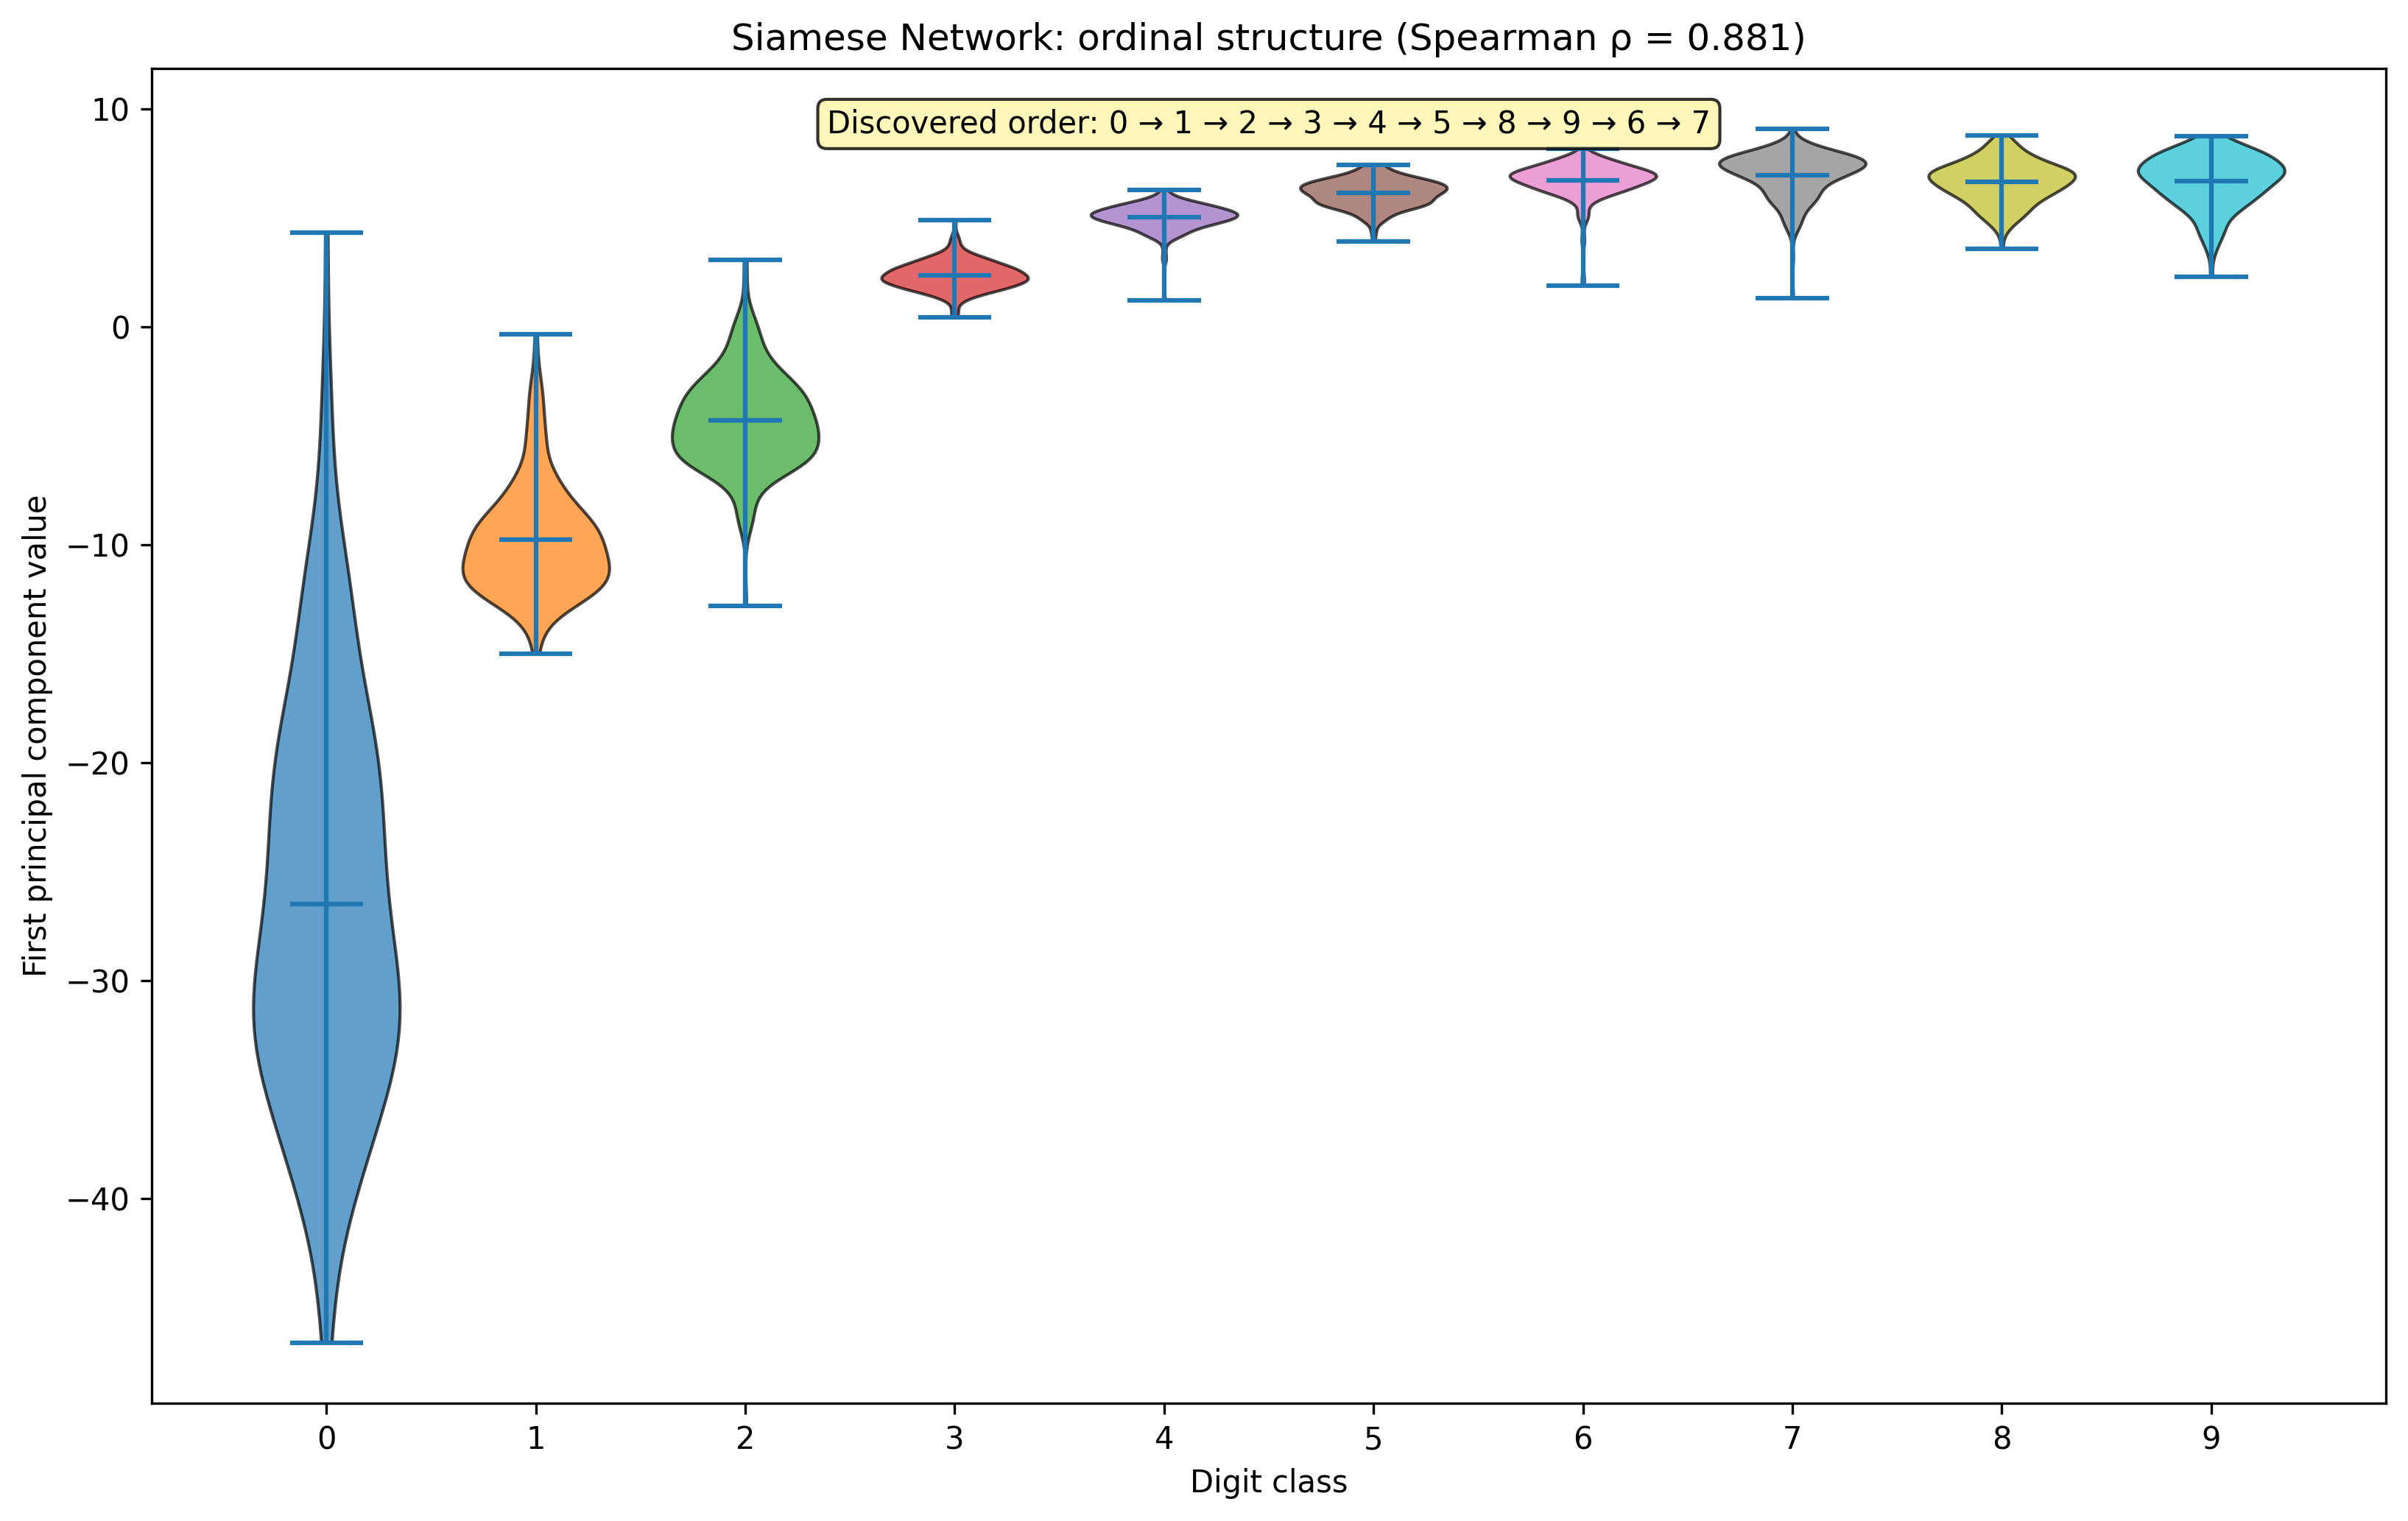 Siamese Network: ordinal structure (Spearman ρ = 0.881)
Discovered order: 0 → 1 → 2 → 3 → 4 → 5 → 8 → 9 → 6 → 7
First principal component value
10
0
−10
−20
−30
−40
0 1 2 3 4 5 6 7 8 9
Digit class